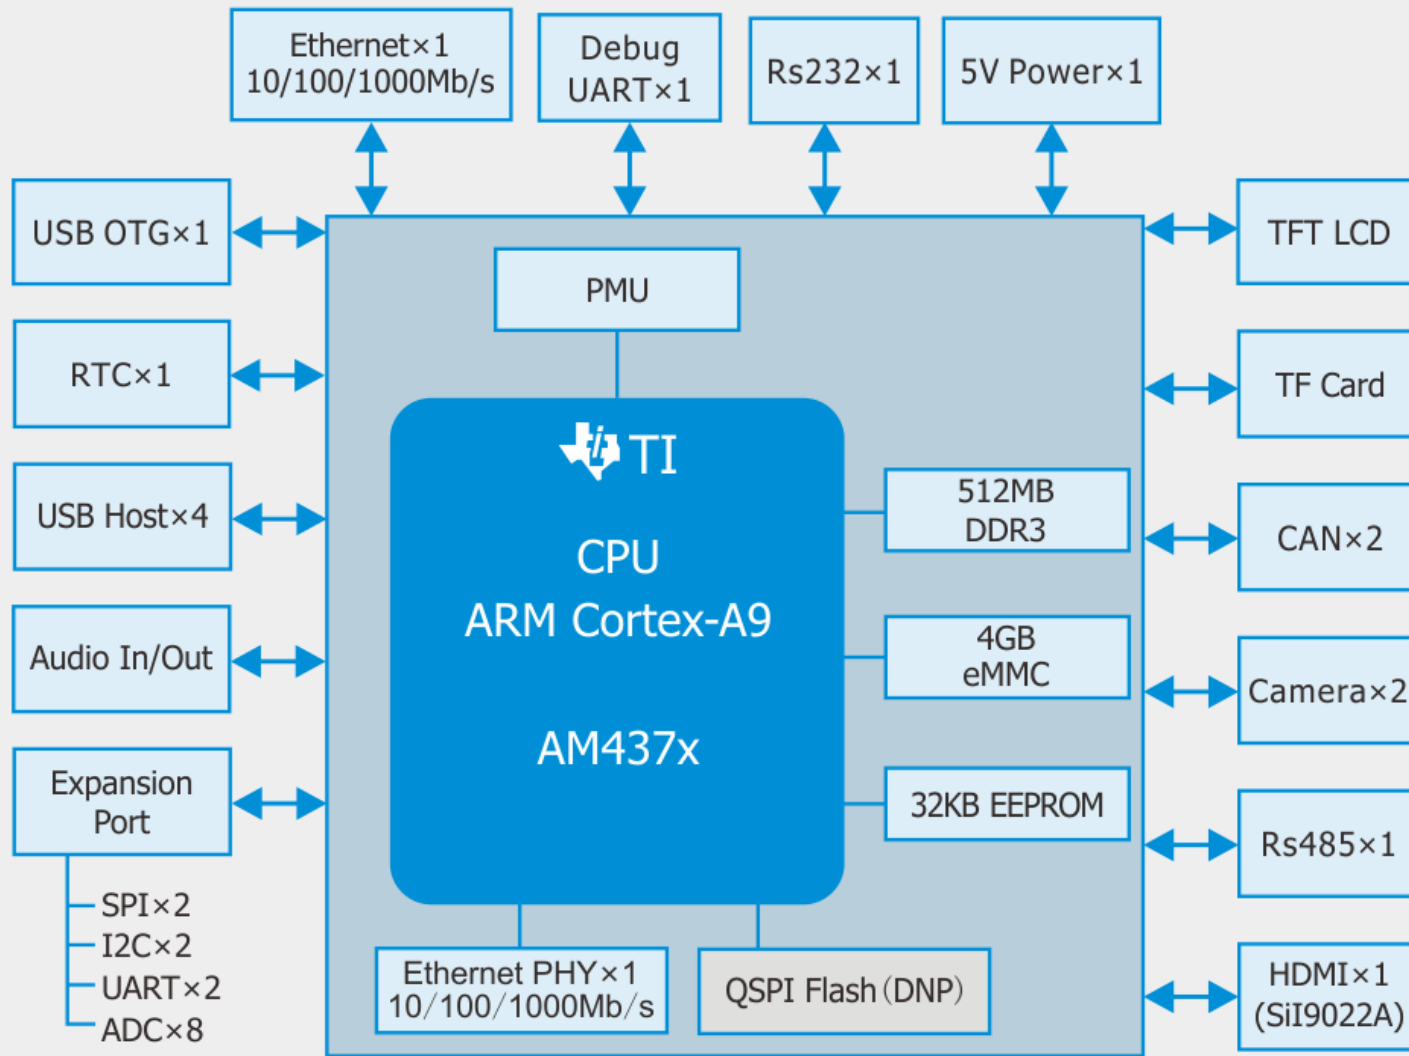 Ethernet×1
10/100/1000Mb/s
Debug
UART×1
Rs232×1
5V Power×1
USB OTG×1
RTC×1
USB Host×4
Audio In/Out
Expansion
Port
SPI×2
I2C×2
UART×2
ADC×8
PMU
TI
CPU
ARM Cortex-A9
AM437x
512MB
DDR3
4GB
eMMC
32KB EEPROM
Ethernet PHY×1
10/100/1000Mb/s
QSPI Flash(DNP)
TFT LCD
TF Card
CAN×2
Camera×2
Rs485×1
HDMI×1
(SiI9022A)